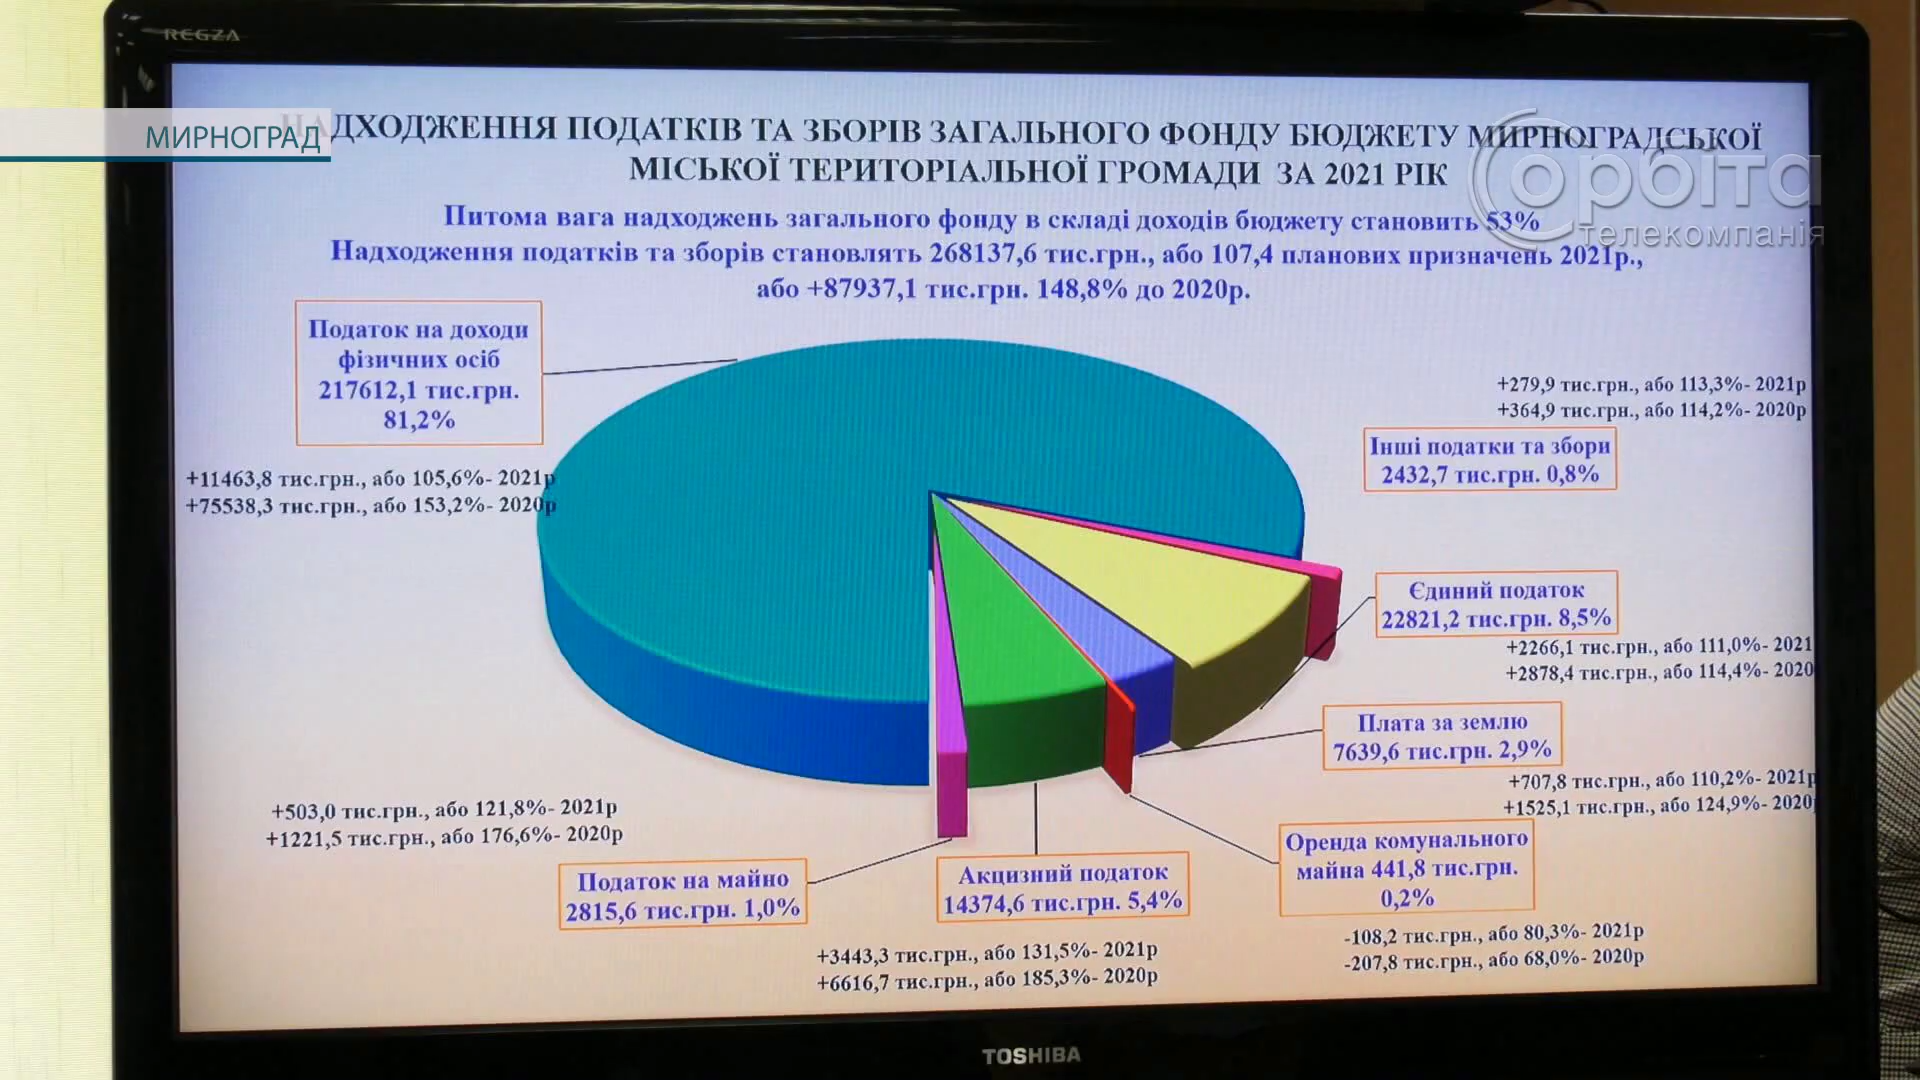 REGZA
МИРНОГРАД
НАДХОДЖЕННЯ ПОДАТКІВ ТА ЗБОРІВ ЗАГАЛЬНОГО ФОНДУ БЮДЖЕТУ МИРНОГРАДСЬКОЇ
МІСЬКОЇ ТЕРИТОРІАЛЬНОЇ ГРОМАДИ ЗА 2021 РІК
Орбіта
телекомпанія
Питома вага надходжень загального фонду в складі доходів бюджету становить 53%
Надходження податків та зборів становлять 268137,6 тис.грн., або 107,4 планових призначень 2021р.,
або +87937,1 тис.грн. 148,8% до 2020р.
Податок на доходи
фізичних осіб
217612,1 тис.грн.
81,2%
+11463,8 тис.грн., або 105,6%- 2021р
+75538,3 тис.грн., або 153,2%- 2020р
+279,9 тис.грн., або 113,3%- 2021р
+364,9 тис.грн., або 114,2%- 2020р
Інші податки та збори
2432,7 тис.грн. 0,8%
Єдиний податок
22821,2 тис.грн. 8,5%
+2266,1 тис.грн., або 111,0%- 2021
+2878,4 тис.грн., або 114,4%- 2020
Плата за землю
7639,6 тис.грн. 2,9%
+707,8 тис.грн., або 110,2%- 2021р
+1525,1 тис.грн., або 124,9%- 2020
Оренда комунального
майна 441,8 тис.грн.
0,2%
-108,2 тис.грн., або 80,3%- 2021р
-207,8 тис.грн., або 68,0%- 2020р
+503,0 тис.грн., або 121,8%- 2021р
+1221,5 тис.грн., або 176,6%- 2020р
Податок на майно
2815,6 тис.грн. 1,0%
Акцизний податок
14374,6 тис.грн. 5,4%
+3443,3 тис.грн., або 131,5%- 2021р
+6616,7 тис.грн., або 185,3%- 2020р
TOSHIBA